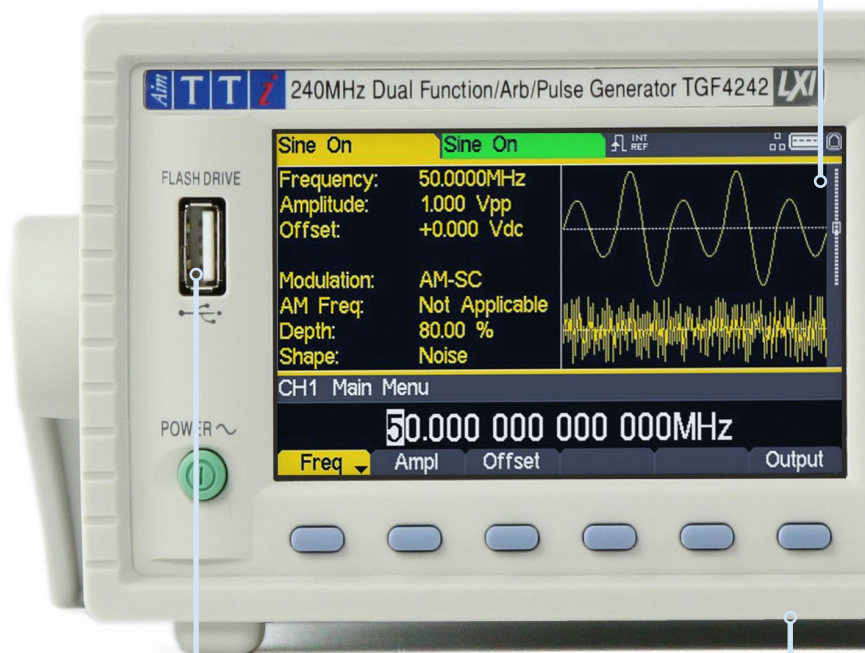 Aim TTi 240MHz Dual Function/Arb/Pulse Generator TGF4242 LXI
Sine On Sine On INT REF
FLASH DRIVE
Frequency: 50.0000MHz
Amplitude: 1.000 Vpp
Offset: +0.000 Vdc
Modulation: AM-SC
AM Freq: Not Applicable
Depth: 80.00 %
Shape: Noise
CH1 Main Menu
POWER
50.000 000 000 000MHz
Freq Ampl Offset Output